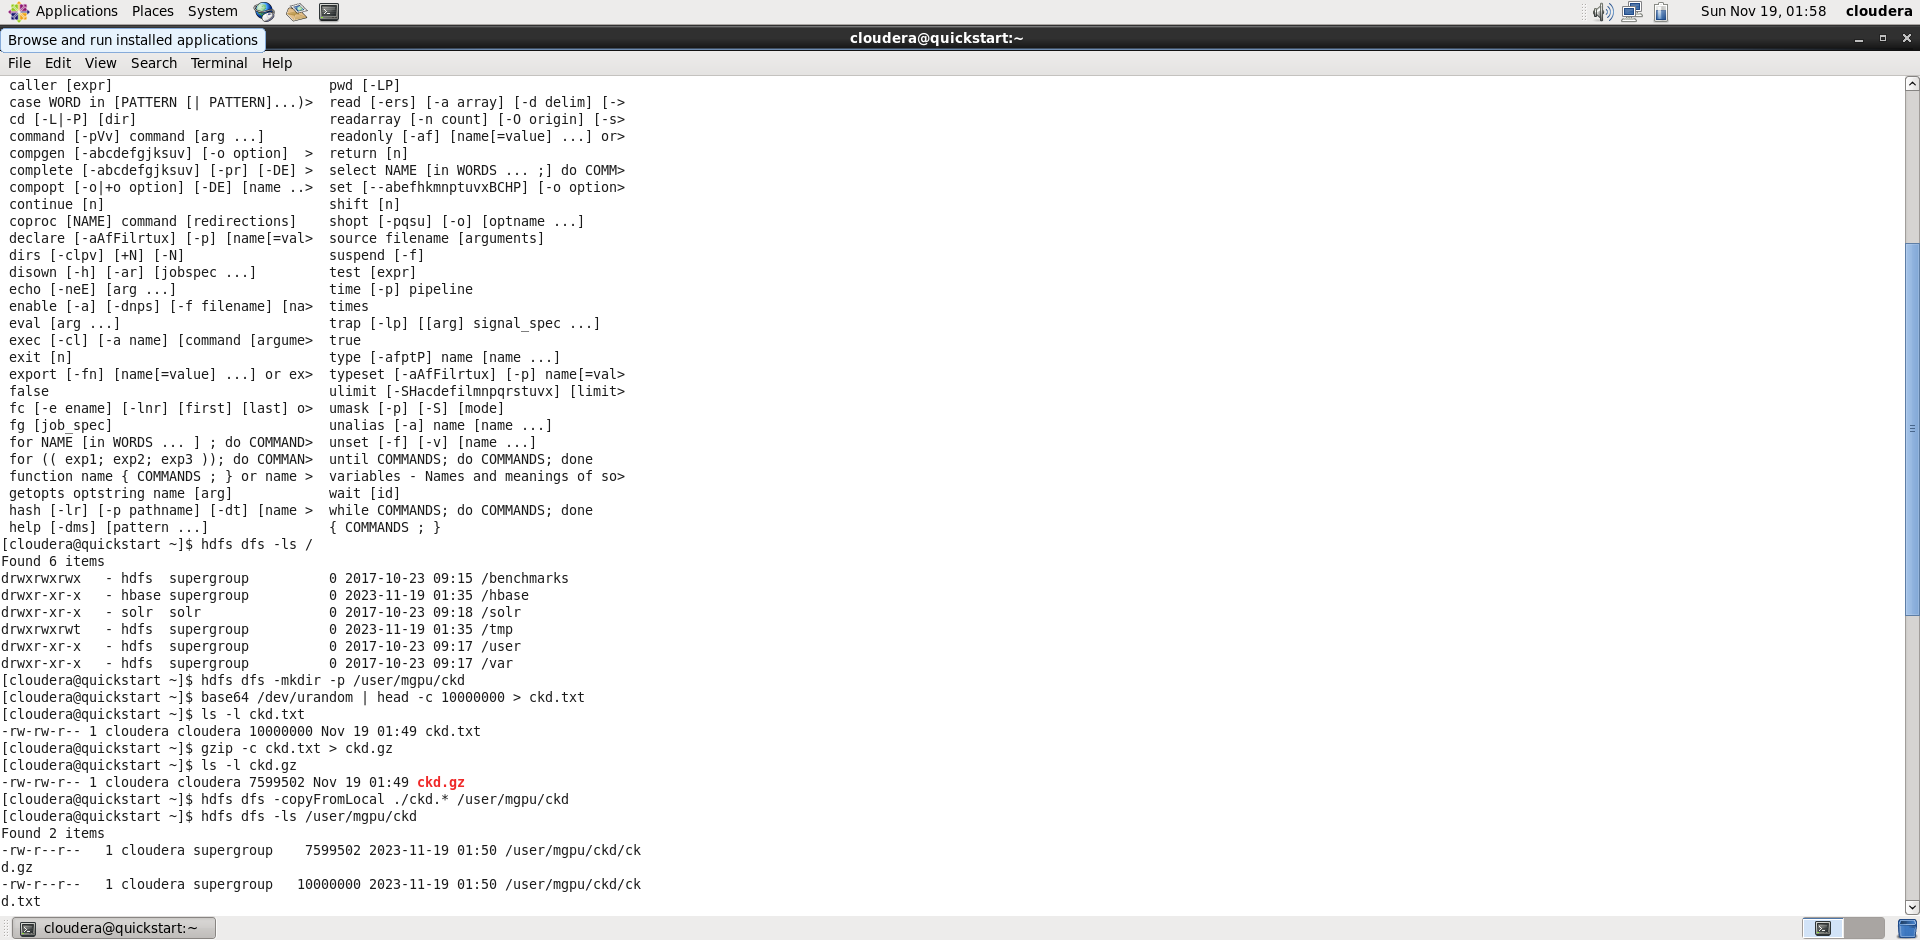 Applications Places System Sun Nov 19, 01:58 cloudera
Browse and run installed applications cloudera@quickstart:~
File Edit View Search Terminal Help
caller [expr] pwd [-LP]
case WORD in [PATTERN [| PATTERN]...)> read [-ers] [-a array] [-d delim] [->
cd [-L|-P] [dir] readarray [-n count] [-O origin] [-s>
command [-pVv] command [arg ...] readonly [-af] [name[=value] ...] or>
compgen [-abcdefgjksuv] [-o option] > return [n]
complete [-abcdefgjksuv] [-pr] [-DE] > select NAME [in WORDS ... ;] do COMM>
compopt [-o|+o option] [-DE] [name ..> set [--abefhkmnptuvxBCHP] [-o option>
continue [n] shift [n]
coproc [NAME] command [redirections] shopt [-pqsu] [-o] [optname ...]
declare [-aAfFilrtux] [-p] [name[=val> source filename [arguments]
dirs [-clpv] [+N] [-N] suspend [-f]
disown [-h] [-ar] [jobspec ...] test [expr]
echo [-neE] [arg ...] time [-p] pipeline
enable [-a] [-dnps] [-f filename] [na> times
eval [arg ...] trap [-lp] [[arg] signal_spec ...]
exec [-cl] [-a name] [command [argume> true
exit [n] type [-afptP] name [name ...]
export [-fn] [name[=value] ...] or ex> typeset [-aAfFilrtux] [-p] name[=val>
false ulimit [-SHacdefilmnpqrstuvx] [limit>
fc [-e ename] [-lnr] [first] [last] o> umask [-p] [-S] [mode]
fg [job_spec] unalias [-a] name [name ...]
for NAME [in WORDS ... ] ; do COMMAND> unset [-f] [-v] [name ...]
for (( exp1; exp2; exp3 )); do COMMAN> until COMMANDS; do COMMANDS; done
function name { COMMANDS ; } or name > variables - Names and meanings of so>
getopts optstring name [arg] wait [id]
hash [-lr] [-p pathname] [-dt] [name > while COMMANDS; do COMMANDS; done
help [-dms] [pattern ...] { COMMANDS ; }
[cloudera@quickstart ~]$ hdfs dfs -ls /
Found 6 items
drwxrwxrwx - hdfs supergroup 0 2017-10-23 09:15 /benchmarks
drwxr-xr-x - hbase supergroup 0 2023-11-19 01:35 /hbase
drwxr-xr-x - solr solr 0 2017-10-23 09:18 /solr
drwxrwxrwt - hdfs supergroup 0 2023-11-19 01:35 /tmp
drwxr-xr-x - hdfs supergroup 0 2017-10-23 09:17 /user
drwxr-xr-x - hdfs supergroup 0 2017-10-23 09:17 /var
[cloudera@quickstart ~]$ hdfs dfs -mkdir -p /user/mgpu/ckd
[cloudera@quickstart ~]$ base64 /dev/urandom | head -c 10000000 > ckd.txt
[cloudera@quickstart ~]$ ls -l ckd.txt
-rw-rw-r-- 1 cloudera cloudera 10000000 Nov 19 01:49 ckd.txt
[cloudera@quickstart ~]$ gzip -c ckd.txt > ckd.gz
[cloudera@quickstart ~]$ ls -l ckd.gz
-rw-rw-r-- 1 cloudera cloudera 7599502 Nov 19 01:49 ckd.gz
[cloudera@quickstart ~]$ hdfs dfs -copyFromLocal ./ckd.* /user/mgpu/ckd
[cloudera@quickstart ~]$ hdfs dfs -ls /user/mgpu/ckd
Found 2 items
-rw-r--r-- 1 cloudera supergroup 7599502 2023-11-19 01:50 /user/mgpu/ckd/ck
d.gz
-rw-r--r-- 1 cloudera supergroup 10000000 2023-11-19 01:50 /user/mgpu/ckd/ck
d.txt
cloudera@quickstart:~